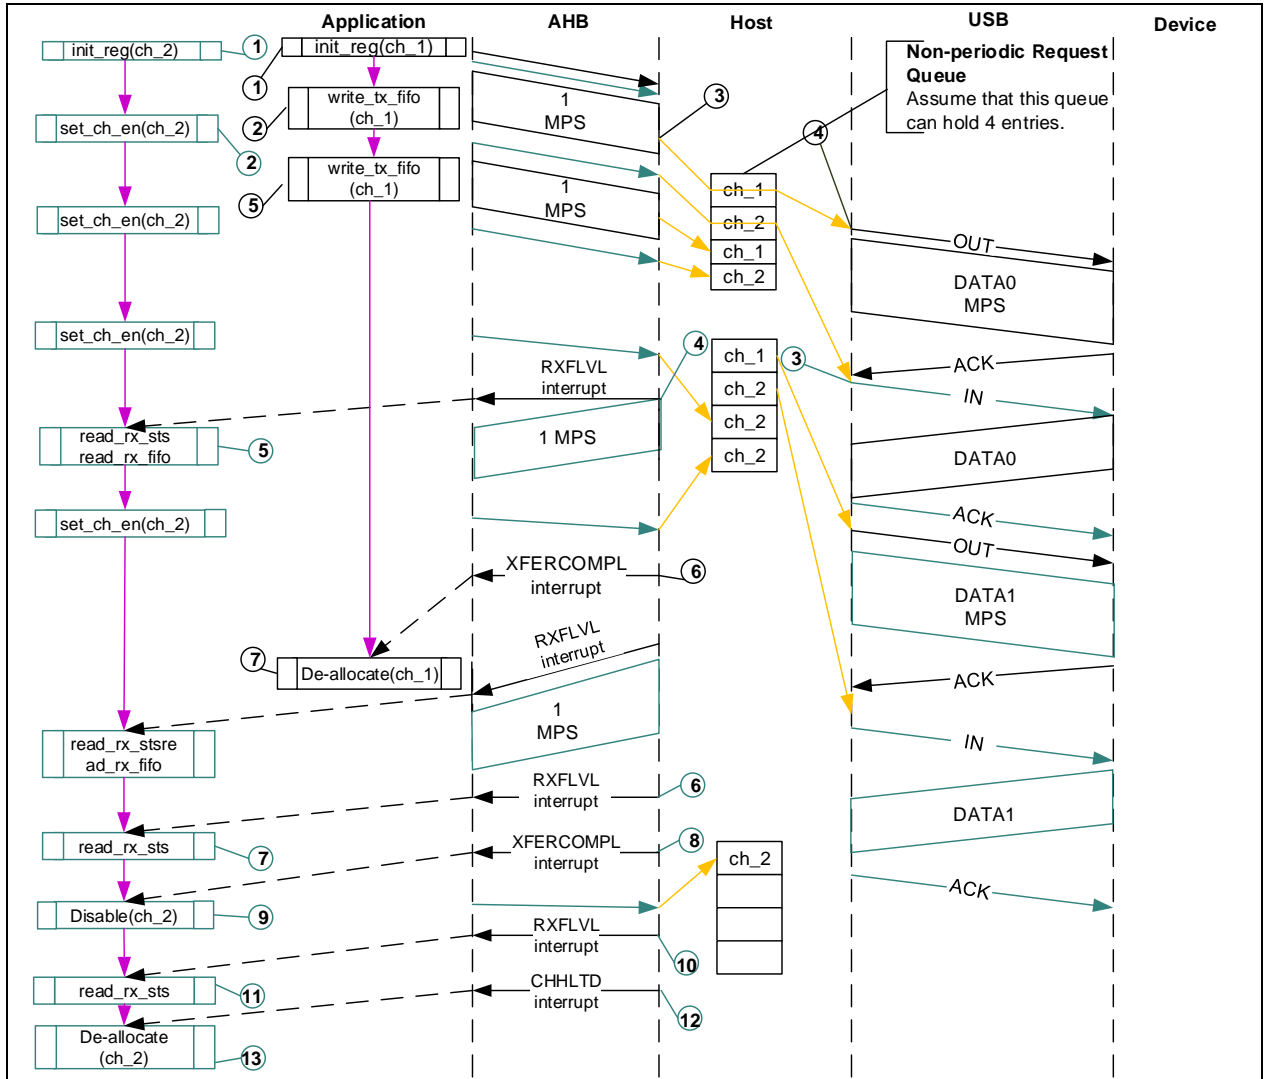 Application
AHB
Host
USB
Device
init_reg(ch_2)
1
init_reg(ch_1)
1
Non-periodic Request
Queue
Assume that this queue
can hold 4 entries.
write_tx_fifo
(ch_1)
2
1
MPS
3
4
set_ch_en(ch_2)
2
write_tx_fifo
(ch_1)
5
1
MPS
ch_1
ch_2
ch_1
ch_2
set_ch_en(ch_2)
OUT
DATA0
MPS
set_ch_en(ch_2)
4
3
ch_1
ch_2
ch_2
ch_2
ACK
IN
RXFLVL
interrupt
read_rx_sts
read_rx_fifo
5
1 MPS
DATA0
set_ch_en(ch_2)
ACK
OUT
XFERCOMPL
interrupt
6
DATA1
MPS
RXFLVL
interrupt
7
De-allocate(ch_1)
ACK
1
MPS
read_rx_stsre
ad_rx_fifo
IN
RXFLVL
interrupt
6
DATA1
read_rx_sts
7
XFERCOMPL
interrupt
8
ch_2
ACK
Disable(ch_2)
9
RXFLVL
interrupt
10
read_rx_sts
11
CHHLTD
interrupt
12
De-allocate
(ch_2)
13